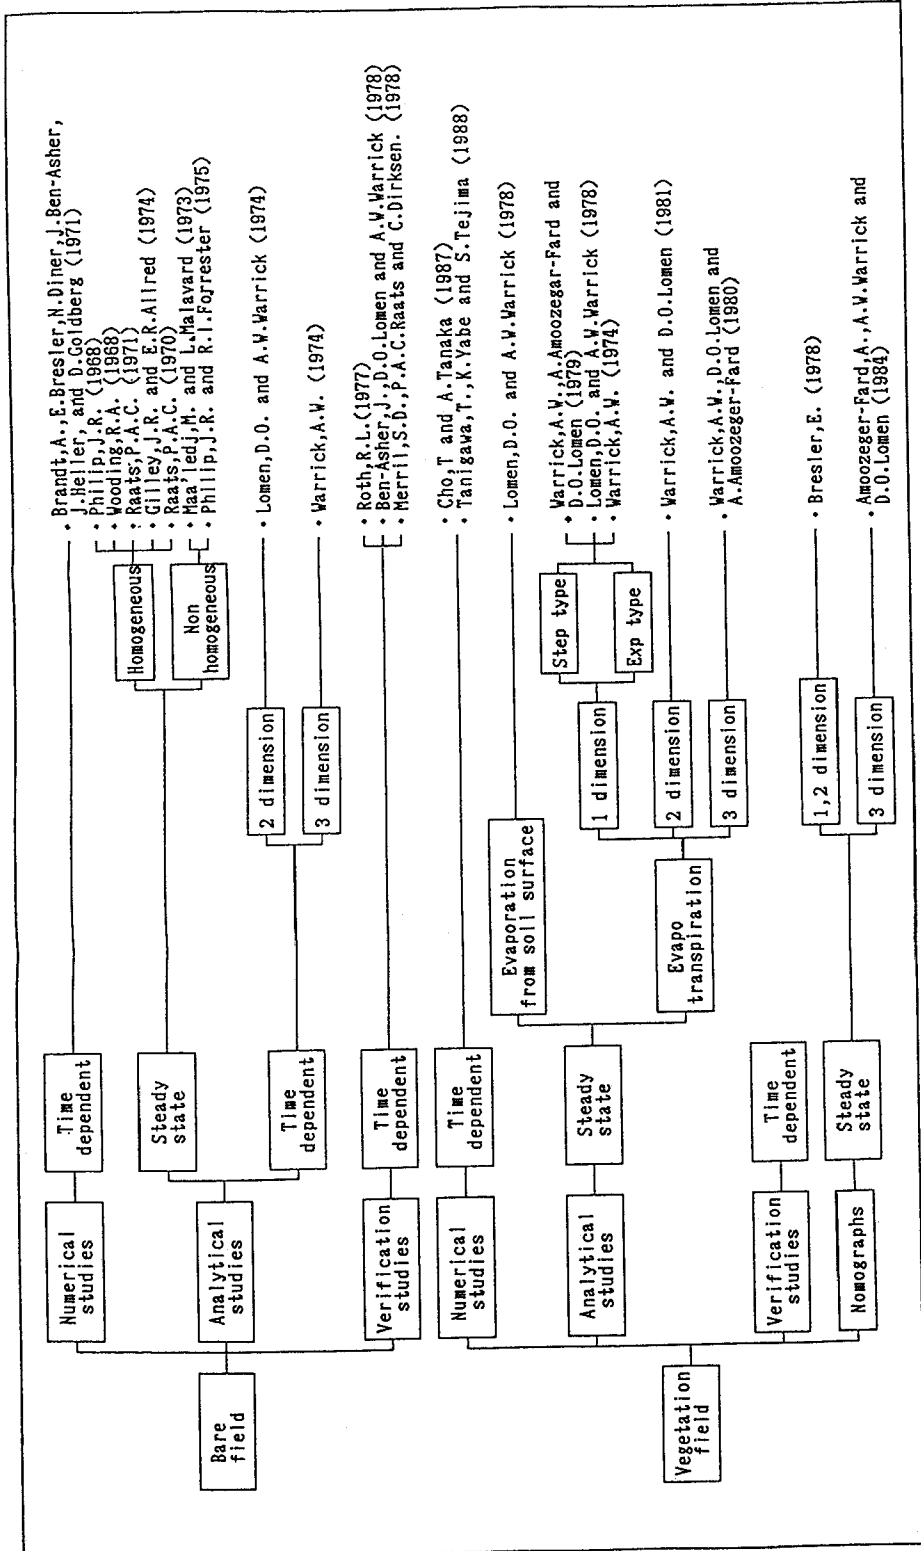 Bare
field
Numerical
studies
Time
dependent
• Brandt,A.,E.Bresler,N.Diner,J.Ben-Asher,
J.Heller, and D.Goldberg (1971)
Analytical
studies
Steady
state
Homogeneous
• Philip,J.R. (1968)
• Wooding,R.A. (1968)
• Raats,P.A.C. (1971)
• Gilley,J.R. and E.R.Allred (1974)
• Raats,P.A.C. (1970)
Non
homogeneous
• Maa'ledj,M. and L.Malavard (1973)
• Philip,J.R. and R.I.Forrester (1975)
Time
dependent
2 dimension
• Lomen,D.O. and A.W.Warrick (1974)
3 dimension
• Warrick,A.W. (1974)
Verification
studies
Time
dependent
• Roth,R.L.(1977)
• Ben-Asher,J.,D.O.Lomen and A.W.Warrick (1978)
• Merril,S.D.,P.A.C.Raats and C.Dirksen. (1978)
Vegetation
field
Numerical
studies
Time
dependent
• Cho,T and A.Tanaka (1987)
• Tanigawa,T.,K.Yabe and S.Tejima (1988)
Analytical
studies
Steady
state
Evaporation
from soll surface
• Lomen,D.O. and A.W.Warrick (1978)
Evapo
transpiration
1 dimension
Step type
Exp type
• Warrick,A.W.,A.Amoozegar-Fard and
D.O.Lomen (1979)
• Lomen,D.O. and A.W.Warrick (1978)
• Warrick,A.W. (1974)
2 dimension
• Warrick,A.W. and D.O.Lomen (1981)
3 dimension
• Warrick,A.W.,D.O.Lomen and
A.Amoozeger-Fard (1980)
Verification
studies
Time
dependent
Nomographs
Steady
state
1,2 dimension
• Bresler,E. (1978)
3 dimension
• Amoozeger-Fard,A.,A.W.Warrick and
D.O.Lomen (1984)